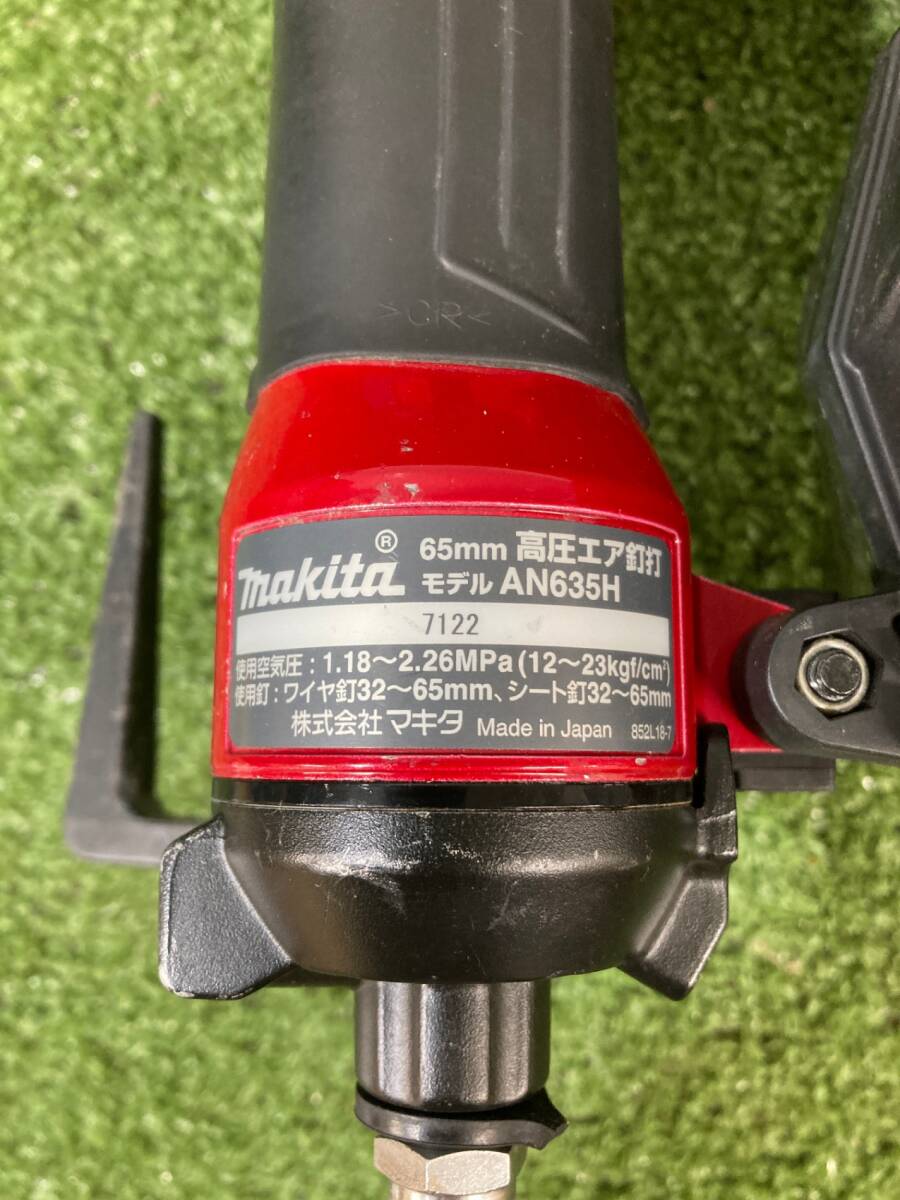 >CR<
makita® 65mm 高圧エア釘打
モデル AN635H
7122
使用空気圧：1.18～2.26MPa(12～23kgf/cm²)
使用釘：ワイヤ釘32～65mm、シート釘32～65mm
株式会社 マキタ Made in Japan 852L18-7